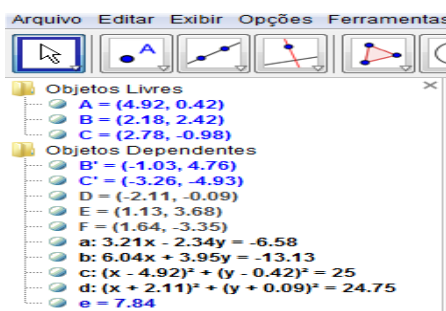 Arquivo Editar Exibir Opções Ferramentas
A
Objetos Livres
A = (4.92, 0.42)
B = (2.18, 2.42)
C = (2.78, -0.98)
Objetos Dependentes
B' = (-1.03, 4.76)
C' = (-3.26, -4.93)
D = (-2.11, -0.09)
E = (1.13, 3.68)
F = (1.64, -3.35)
a: 3.21x - 2.34y = -6.58
b: 6.04x + 3.95y = -13.13
c: (x - 4.92)² + (y - 0.42)² = 25
d: (x + 2.11)² + (y + 0.09)² = 24.75
e = 7.84